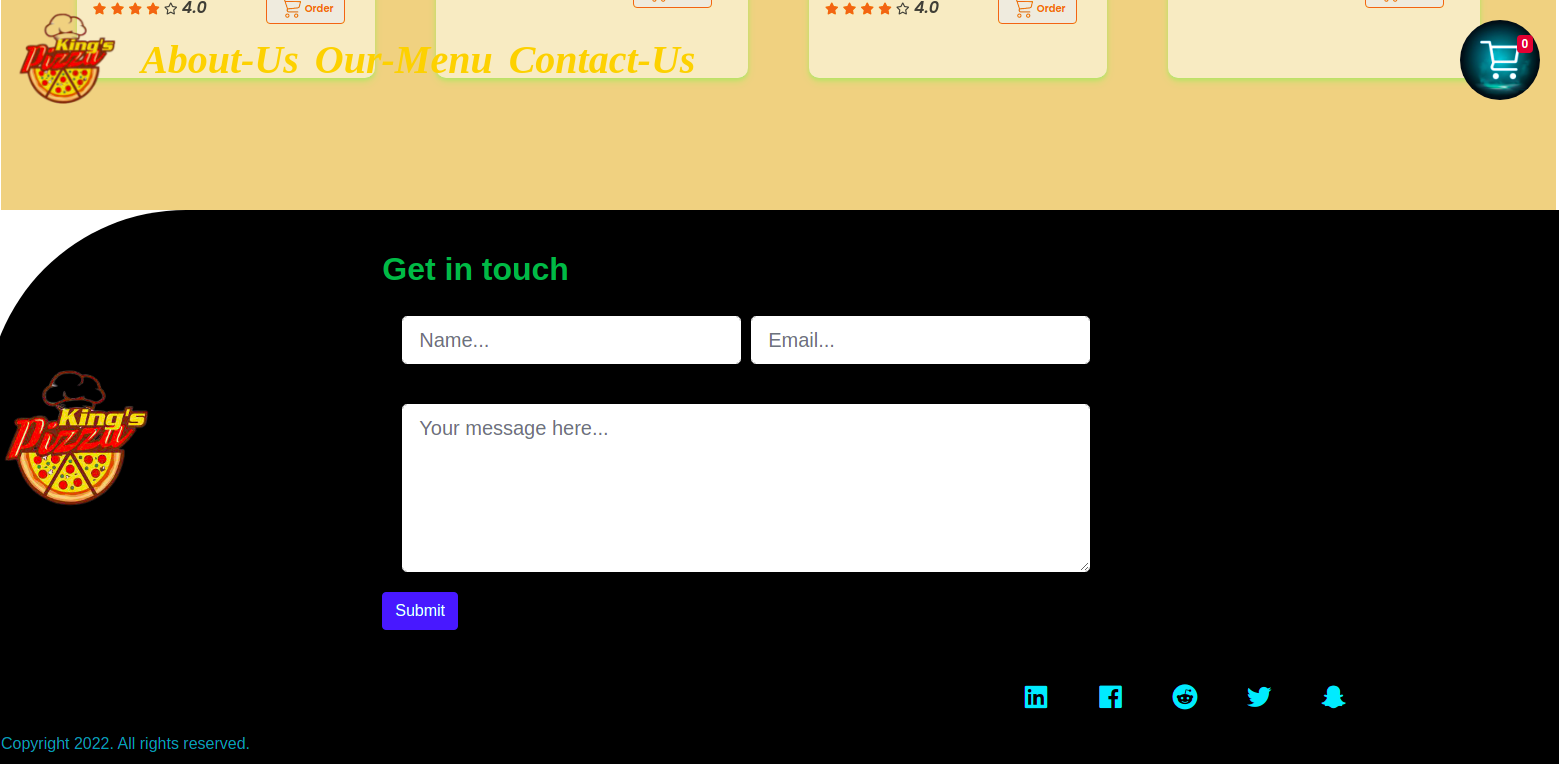 4.0 Order 4.0 Order
King's
Pizza
About-Us Our-Menu Contact-Us
0
Get in touch
Name... Email...
Your message here...
King's
Pizza
Submit
in
Copyright 2022. All rights reserved.